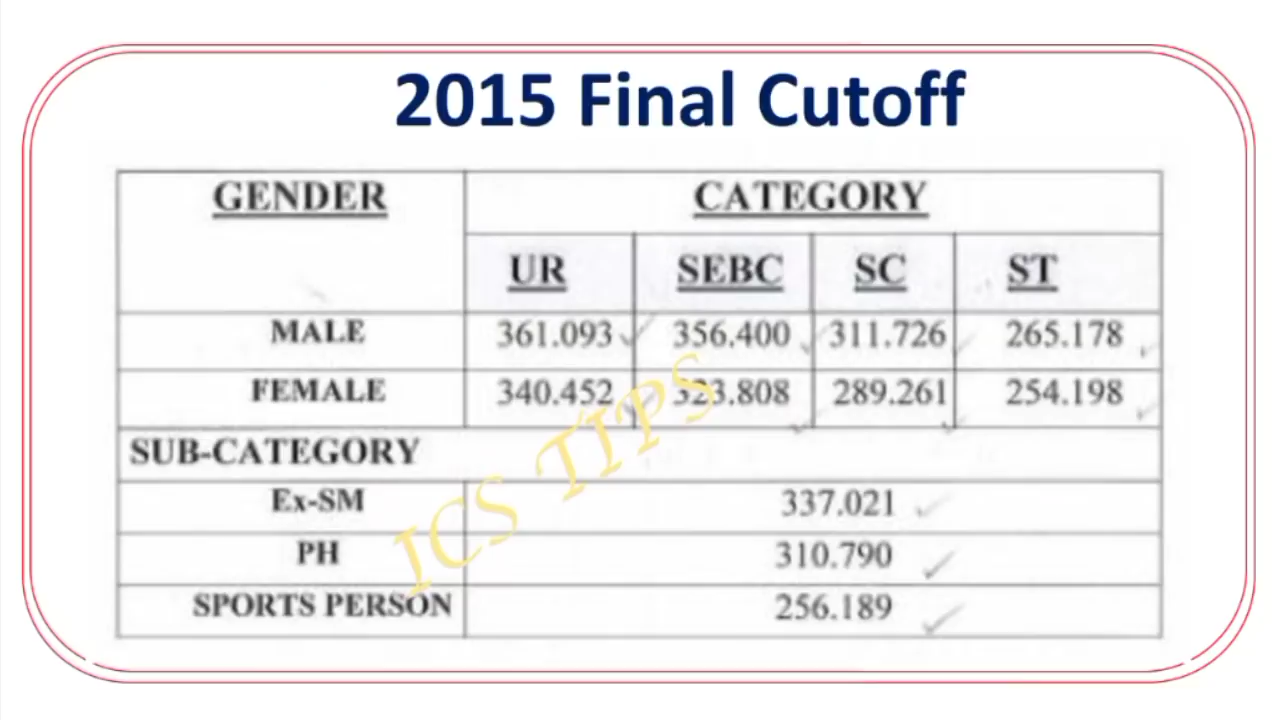 2015 Final Cutoff
GENDER CATEGORY
UR SEBC SC ST
MALE 361.093 356.400 311.726 265.178
FEMALE 340.452 323.808 289.261 254.198
SUB-CATEGORY
Ex-SM 337.021
PH 310.790
SPORTS PERSON 256.189
ICS TIPS